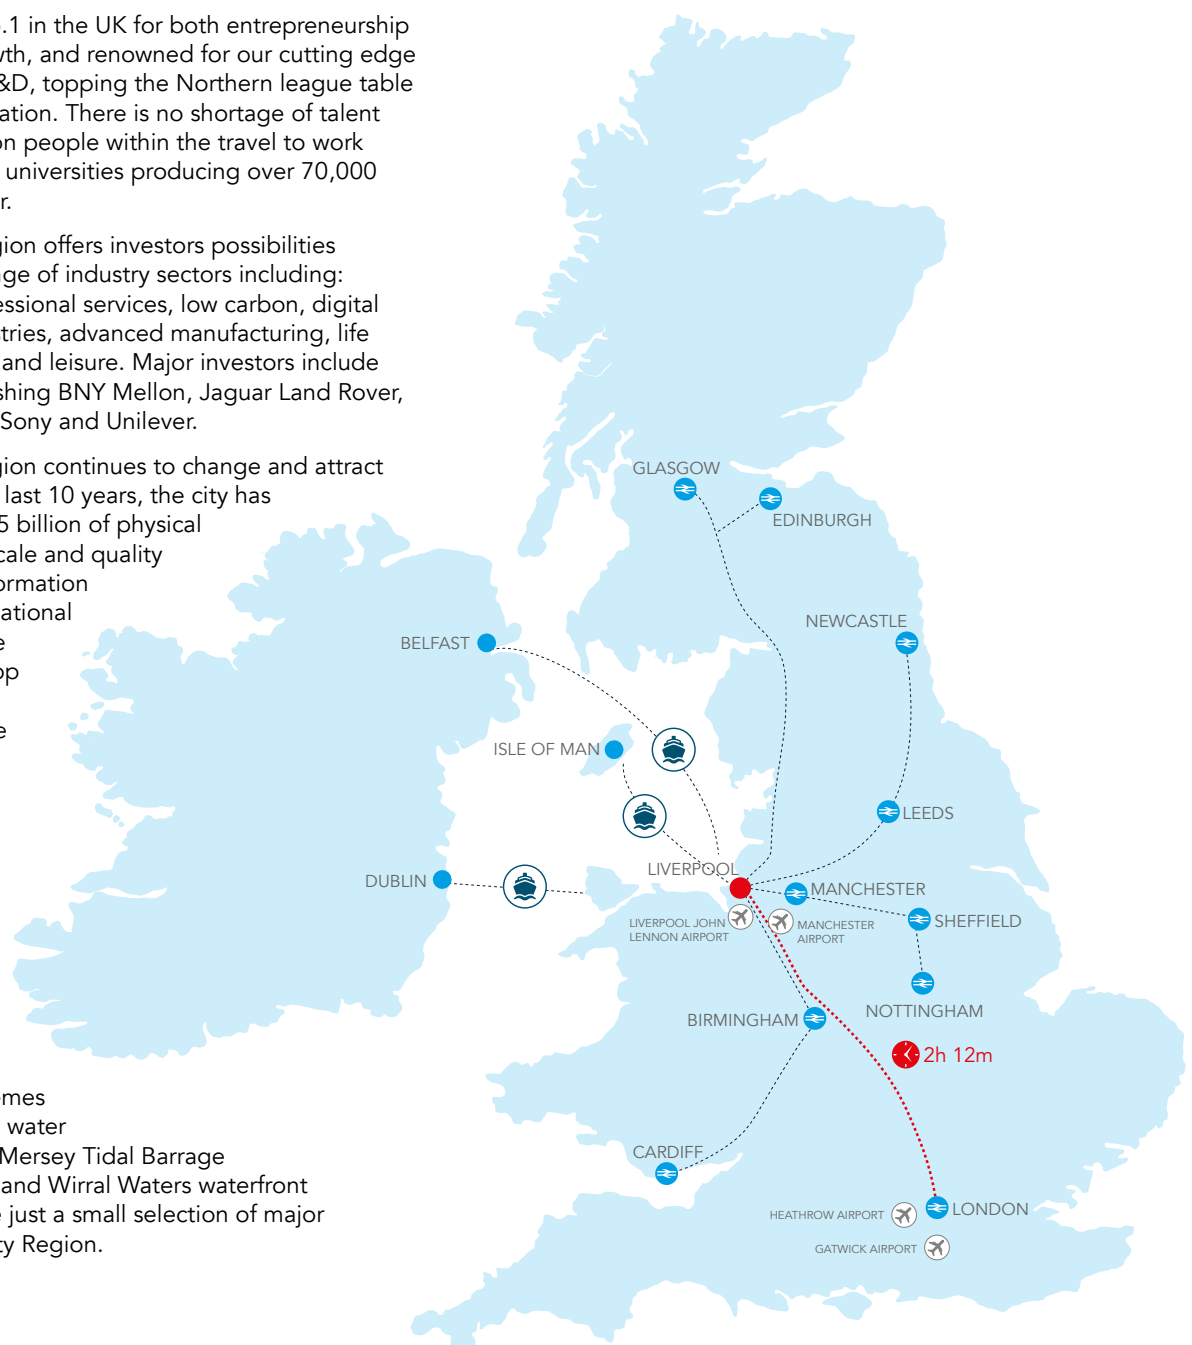 .1 in the UK for both entrepreneurship
wth, and renowned for our cutting edge
&D, topping the Northern league table
ation. There is no shortage of talent
on people within the travel to work
universities producing over 70,000
r.
gion offers investors possibilities
nge of industry sectors including:
essional services, low carbon, digital
stries, advanced manufacturing, life
and leisure. Major investors include
shing BNY Mellon, Jaguar Land Rover,
Sony and Unilever.
gion continues to change and attract
last 10 years, the city has
5 billion of physical
cale and quality
ormation
ational
e
op
e
emes
water
Mersey Tidal Barrage
and Wirral Waters waterfront
e just a small selection of major
ty Region.
GLASGOW
EDINBURGH
NEWCASTLE
BELFAST
ISLE OF MAN
LEEDS
LIVERPOOL
DUBLIN
MANCHESTER
LIVERPOOL JOHN
LENNON AIRPORT
MANCHESTER
AIRPORT
SHEFFIELD
NOTTINGHAM
BIRMINGHAM
2h 12m
CARDIFF
HEATHROW AIRPORT
LONDON
GATWICK AIRPORT